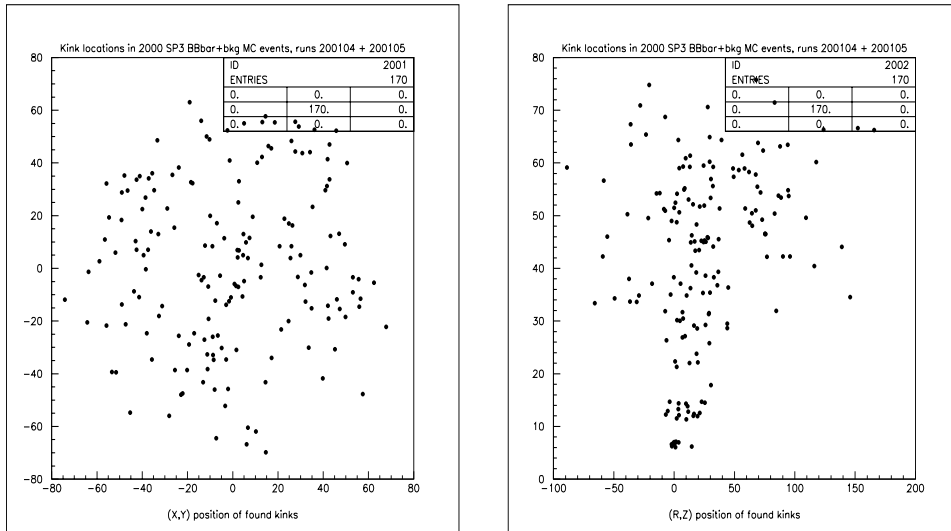 Kink locations in 2000 SP3 BBbar+bkg MC events, runs 200104 + 200105
ID 2001
ENTRIES 170
0. 0. 0.
0. 170. 0.
0. 0. 0.
80
60
40
20
0
-20
-40
-60
-80
-80 -60 -40 -20 0 20 40 60 80
(X,Y) position of found kinks
Kink locations in 2000 SP3 BBbar+bkg MC events, runs 200104 + 200105
ID 2002
ENTRIES 170
0. 0. 0.
0. 170. 0.
0. 0. 0.
80
70
60
50
40
30
20
10
0
-100 -50 0 50 100 150 200
(R,Z) position of found kinks